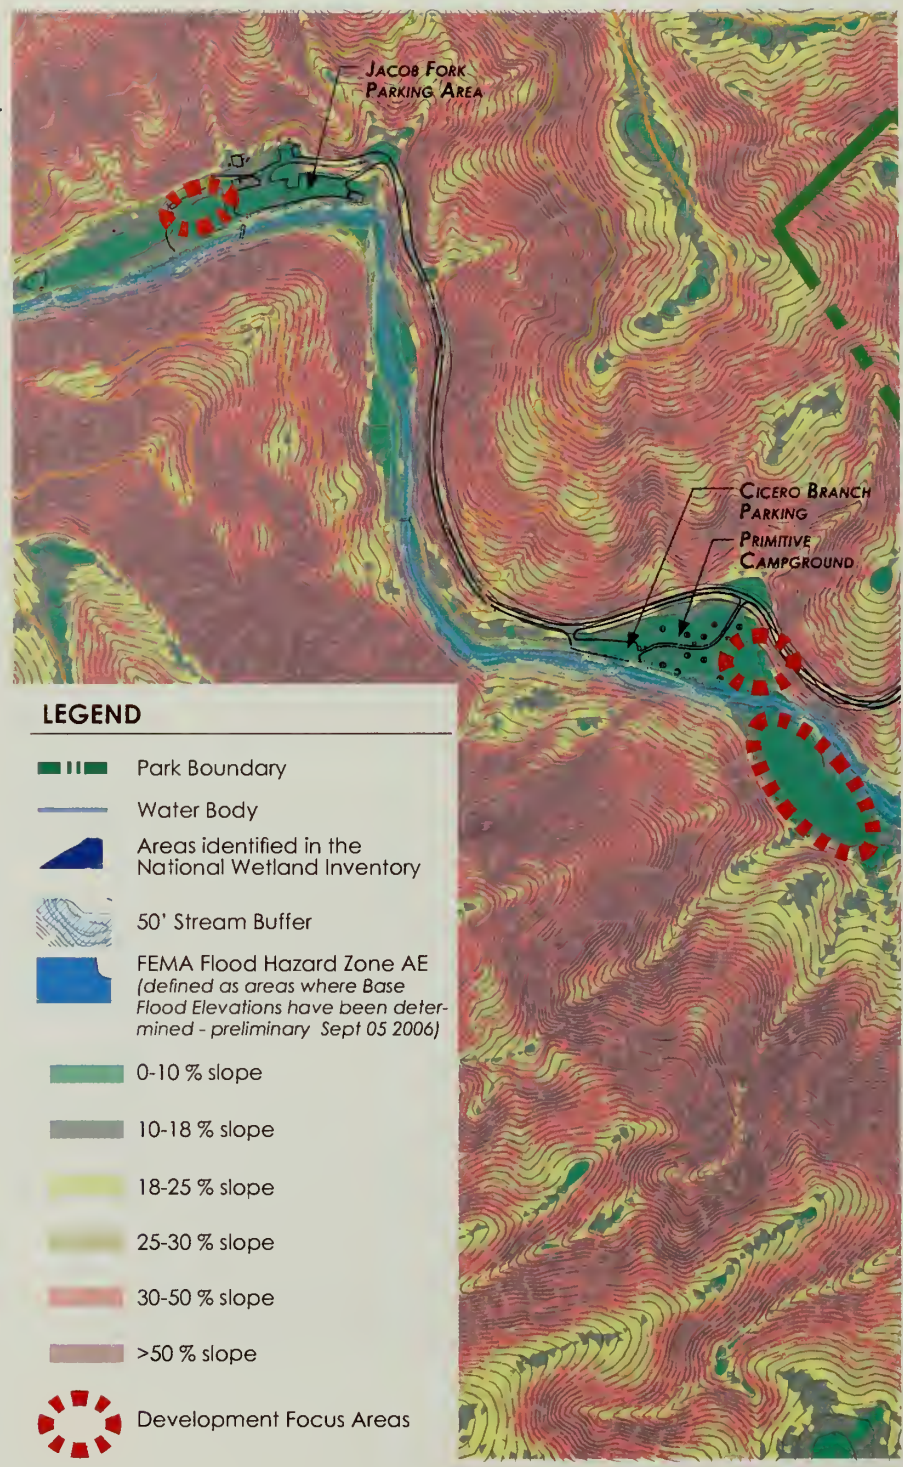 JACOB FORK
PARKING AREA
CICERO BRANCH
PARKING
PRIMITIVE
CAMPGROUND
LEGEND
Park Boundary
Water Body
Areas identified in the
National Wetland Inventory
50' Stream Buffer
FEMA Flood Hazard Zone AE
(defined as areas where Base
Flood Elevations have been deter-
mined - preliminary Sept 05 2006)
0-10 % slope
10-18 % slope
18-25 % slope
25-30 % slope
30-50 % slope
>50 % slope
Development Focus Areas